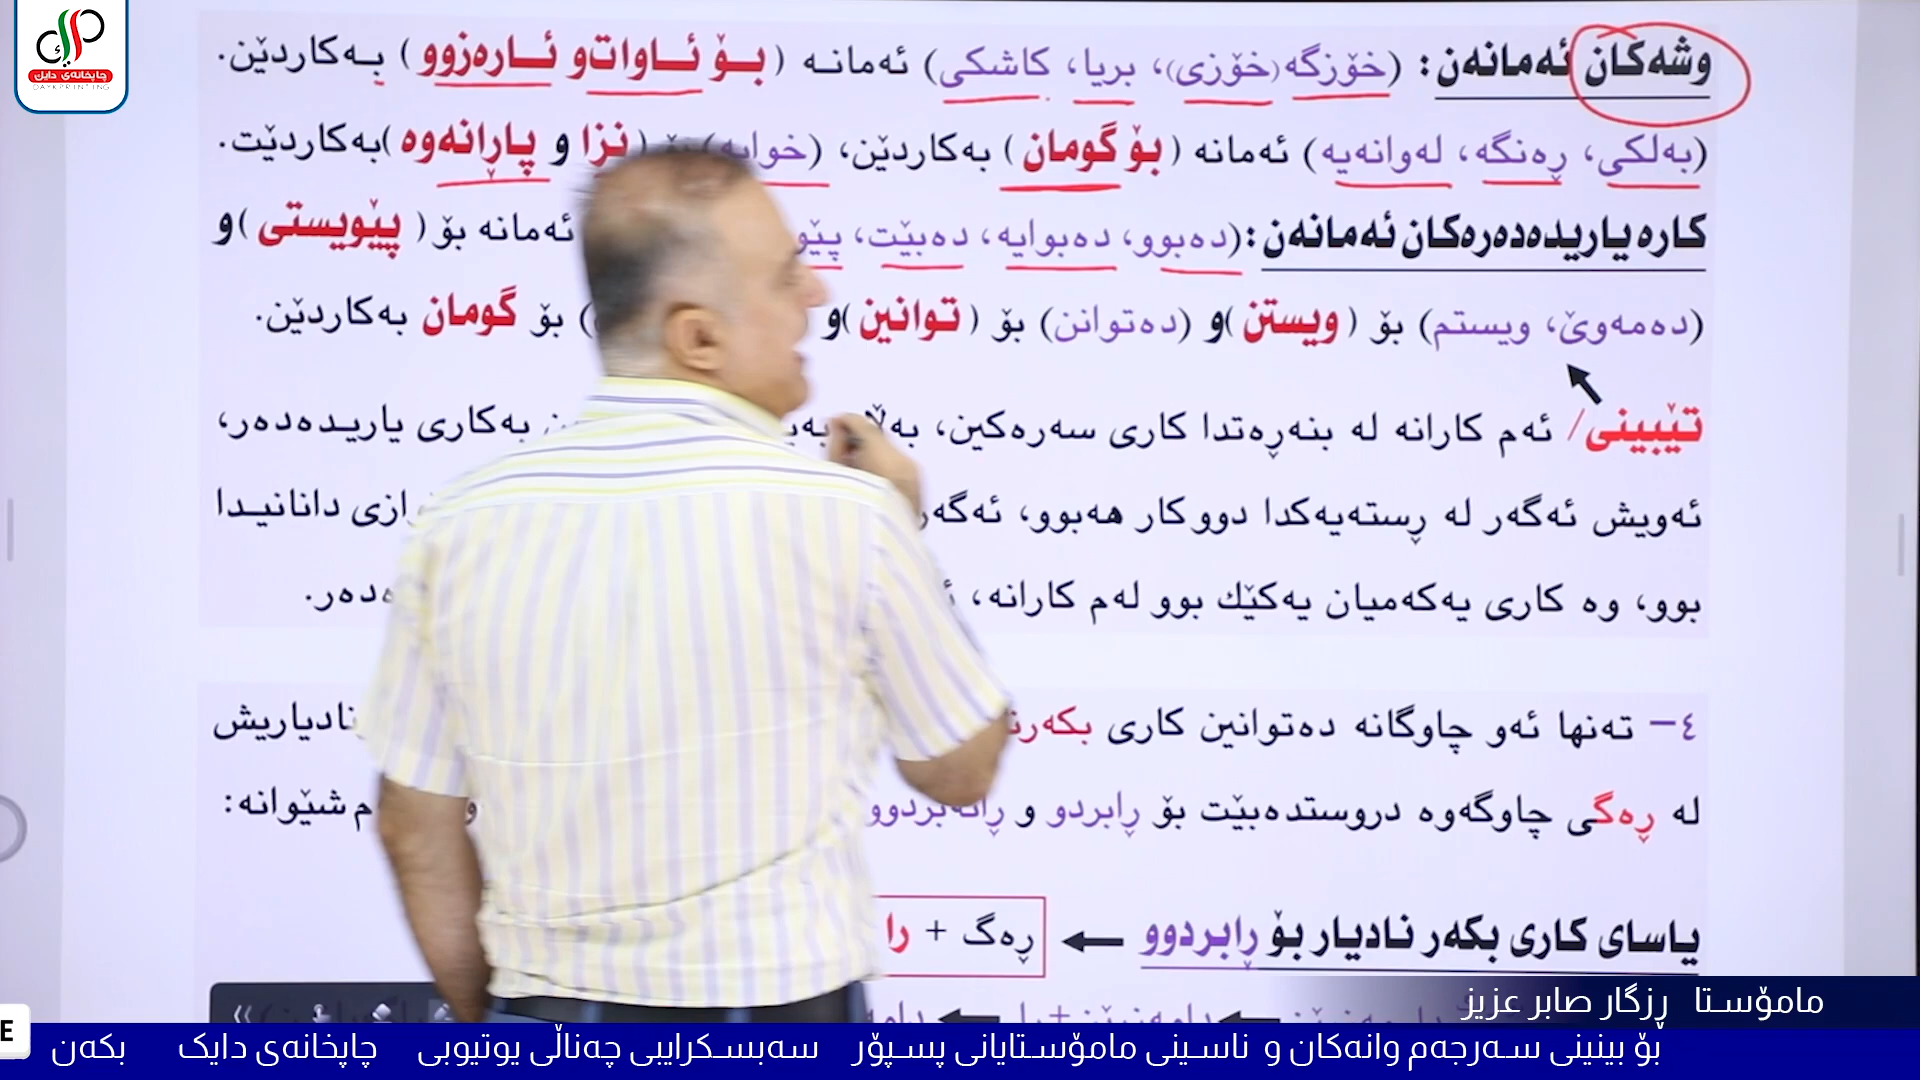 چاپخانەی دایک
DAYKPRINTING
وشەکان ئەمانەن: (خۆزگە(خۆزی)، بریا، کاشکی) ئەمانە (بۆ ئاوات‌و ئارەزوو) بەکاردێن.
(بەلکی، ڕەنگە، لەوانەیە) ئەمانە (بۆ گومان) بەکاردێن، (خوایە) بۆ (نزا و پاڕانەوە)بەکاردێت.
کارە یاریدەدەرەکان ئەمانەن:(دەبوو، دەبوایە، دەبێت، ئەمانە بۆ (پێویستی)و
(دەمەوێ، ویستم) بۆ (ویستن)و (دەتوانن) بۆ (توانین)و بۆ گومان بەکاردێن.
تێبینی/ ئەم کارانە لە بنەڕەتدا کاری سەرەکین، بەکاری یاریدەدەر،
ئەویش ئەگەر لە ڕستەیەکدا دوو کار هەبوو، دانانیدا
بوو، وە کاری یەکەمیان یەکێك بوو لەم کارانە،
٤- تەنها ئەو چاوگانە دەتوانین کاری نادیاریش
لە ڕەگی چاوگەوە دروستدەبێت بۆ ڕابردو و ڕانەبردوو شێوانە:
یاسای کاری بکەر نادیار بۆ ڕابردوو ← ڕەگ + را
مامۆستا ڕزگار صابر عزیز
بۆ بینینی سەرجەم وانەکان و ناسینی مامۆستایانی پسپۆر سەبسکرایبی چەناڵی یوتیوبی چاپخانەی دایک بکەن
E